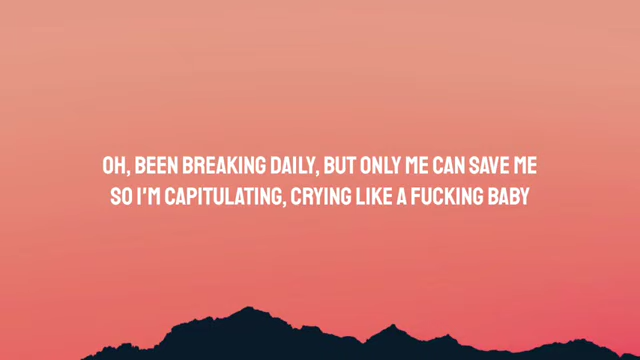 OH, BEEN BREAKING DAILY, BUT ONLY ME CAN SAVE ME
SO I'M CAPITULATING, CRYING LIKE A FUCKING BABY